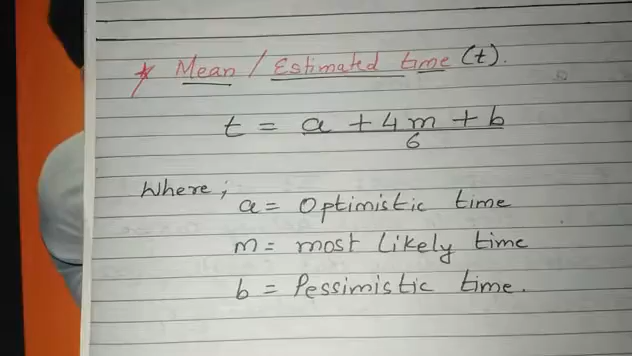 * Mean / Estimated time (t).
t = a + 4m + b
6
Where ;
a = Optimistic time
m = most likely time
b = Pessimistic time.